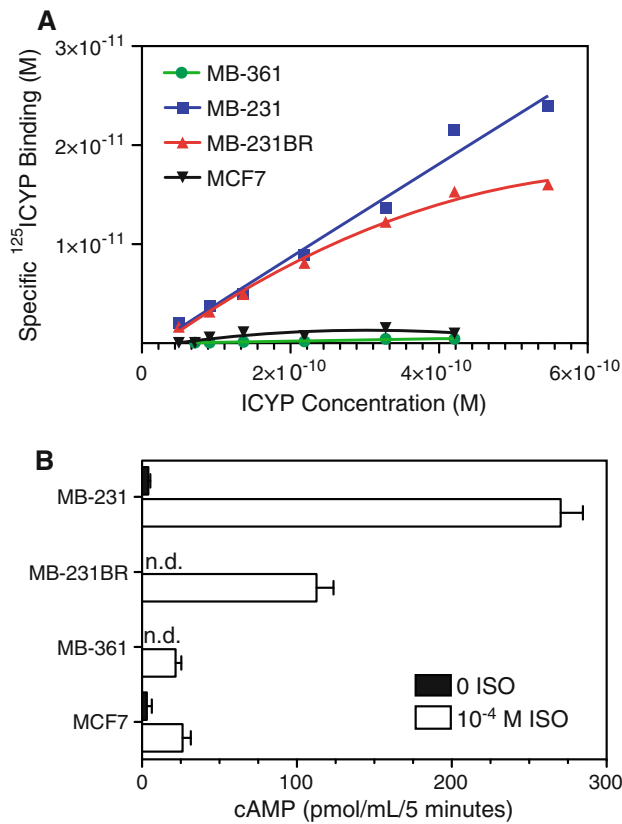 A
Specific ¹²⁵ICYP Binding (M)
3×10⁻¹¹
2×10⁻¹¹
1×10⁻¹¹
MB-361
MB-231
MB-231BR
MCF7
0
2×10⁻¹⁰
4×10⁻¹⁰
6×10⁻¹⁰
ICYP Concentration (M)
B
MB-231
MB-231BR
n.d.
MB-361
n.d.
MCF7
0 ISO
10⁻⁴ M ISO
0
100
200
300
cAMP (pmol/mL/5 minutes)